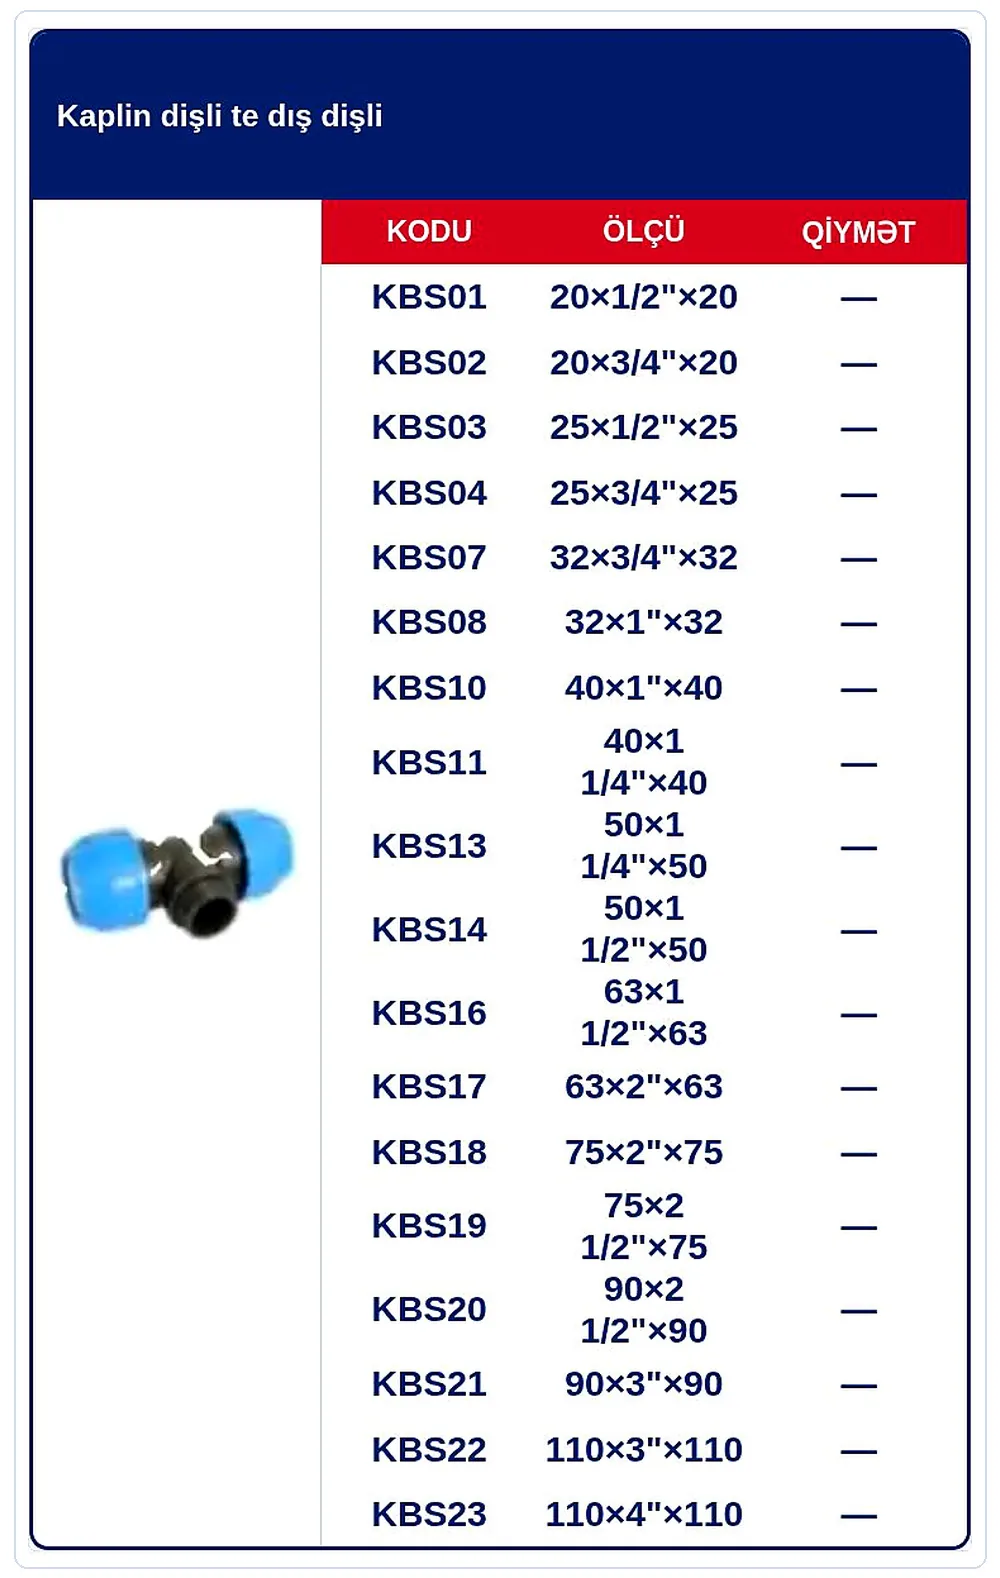 Kaplin dişli te dış dişli
KODU ÖLÇÜ QİYMƏT
KBS01 20×1/2"×20 —
KBS02 20×3/4"×20 —
KBS03 25×1/2"×25 —
KBS04 25×3/4"×25 —
KBS07 32×3/4"×32 —
KBS08 32×1"×32 —
KBS10 40×1"×40 —
KBS11 40×1 —
1/4"×40
KBS13 50×1 —
1/4"×50
KBS14 50×1 —
1/2"×50
KBS16 63×1 —
1/2"×63
KBS17 63×2"×63 —
KBS18 75×2"×75 —
KBS19 75×2 —
1/2"×75
KBS20 90×2 —
1/2"×90
KBS21 90×3"×90 —
KBS22 110×3"×110 —
KBS23 110×4"×110 —